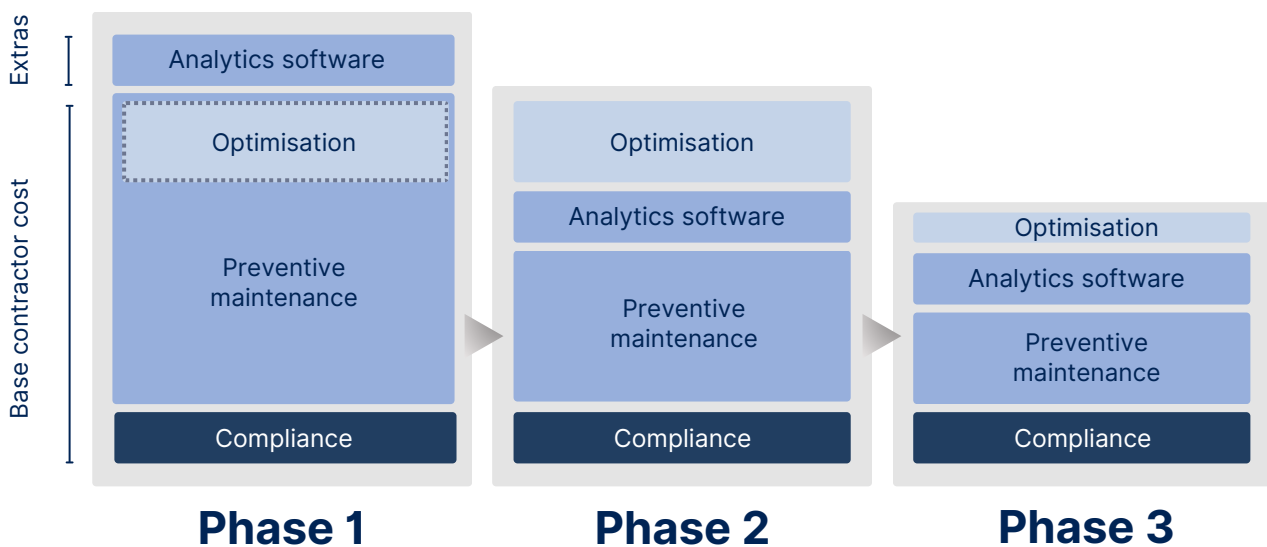 Extras
Base contractor cost
Analytics software
Optimisation
Preventive
maintenance
Compliance
Phase 1
Optimisation
Analytics software
Preventive
maintenance
Compliance
Phase 2
Optimisation
Analytics software
Preventive
maintenance
Compliance
Phase 3